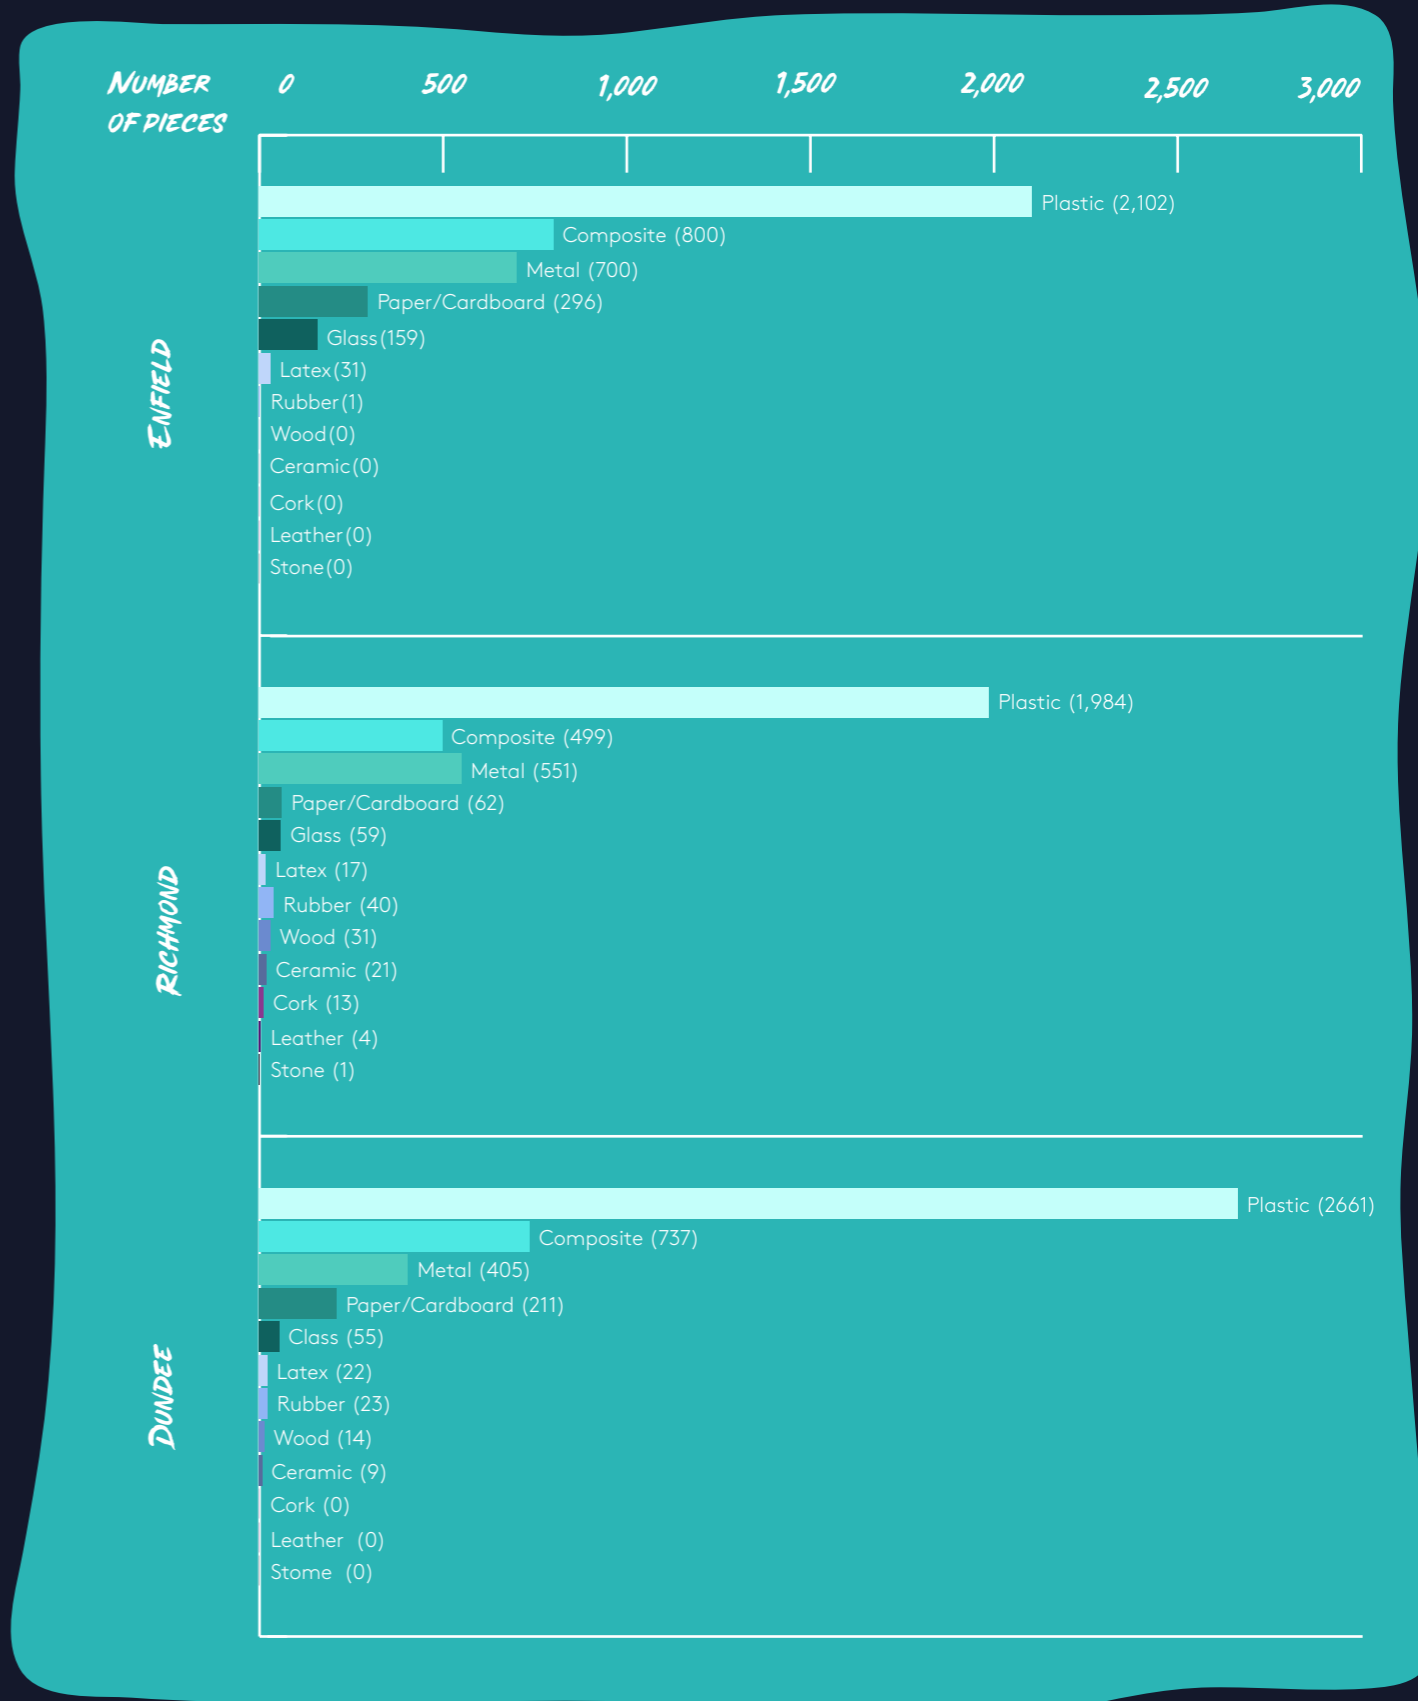 Number
of pieces
0 500 1,000 1,500 2,000 2,500 3,000
Enfield
Plastic (2,102)
Composite (800)
Metal (700)
Paper/Cardboard (296)
Glass(159)
Latex(31)
Rubber(1)
Wood(0)
Ceramic(0)
Cork(0)
Leather(0)
Stone(0)
Richmond
Plastic (1,984)
Composite (499)
Metal (551)
Paper/Cardboard (62)
Glass (59)
Latex (17)
Rubber (40)
Wood (31)
Ceramic (21)
Cork (13)
Leather (4)
Stone (1)
Dundee
Plastic (2661)
Composite (737)
Metal (405)
Paper/Cardboard (211)
Class (55)
Latex (22)
Rubber (23)
Wood (14)
Ceramic (9)
Cork (0)
Leather (0)
Stome (0)